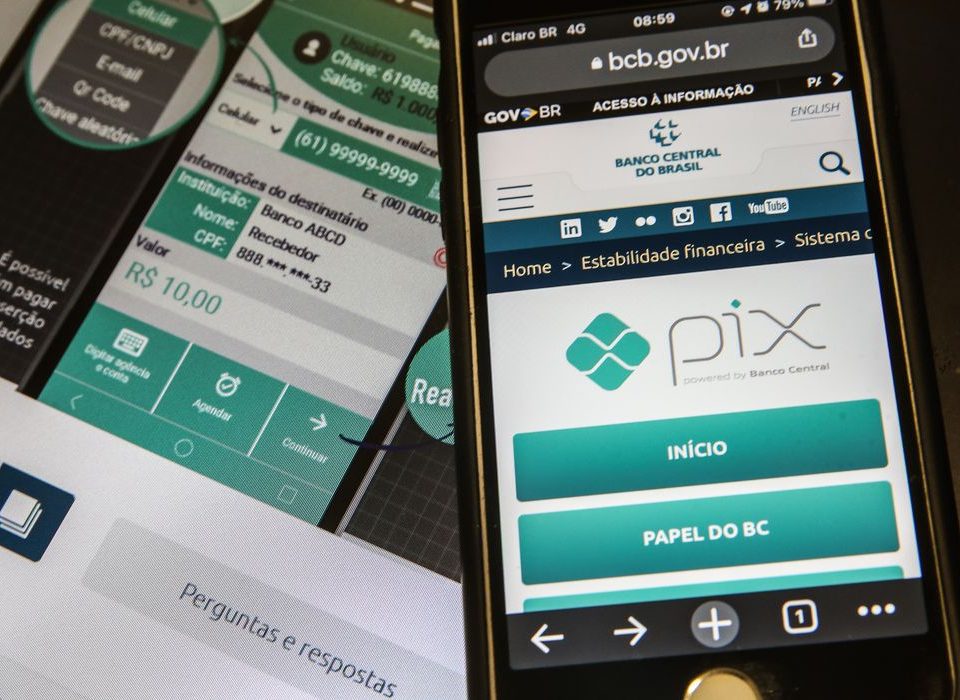 Celular
CPF/CNPJ
E-mail
Qr Code
Chave aleatória
Usuário
Chave: 619888
Saldo: R$ 1.000
Selecione o tipo de chave e realize
Celular
(61) 99999-9999
Ex. (00) 0000-
Informações do destinatário
Instituição: Banco ABCD
Nome: Recebedor
CPF: 888.***.***-33
Valor
R$ 10,00
Digitar agência
e conta
Agendar
Continuar
É possível
m pagar
serção
dados
Rea
Perguntas e respostas
Claro BR 4G 08:59 79%
bcb.gov.br
GOV BR ACESSO À INFORMAÇÃO
ENGLISH
BANCO CENTRAL
DO BRASIL
in YouTube
Home > Estabilidade financeira > Sistema
pix
powered by Banco Central
INÍCIO
PAPEL DO BC
1